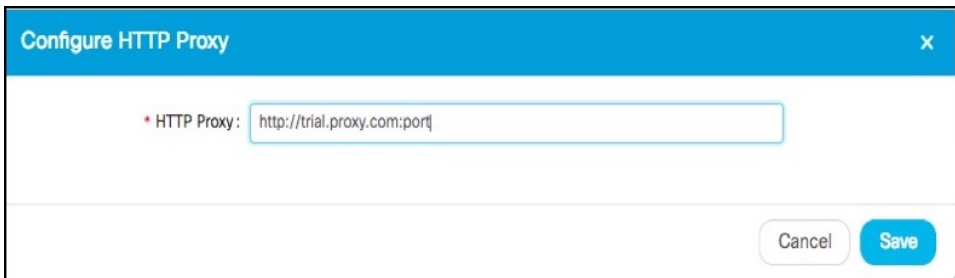 Configure HTTP Proxy x
* HTTP Proxy: http://trial.proxy.com:port
Cancel Save